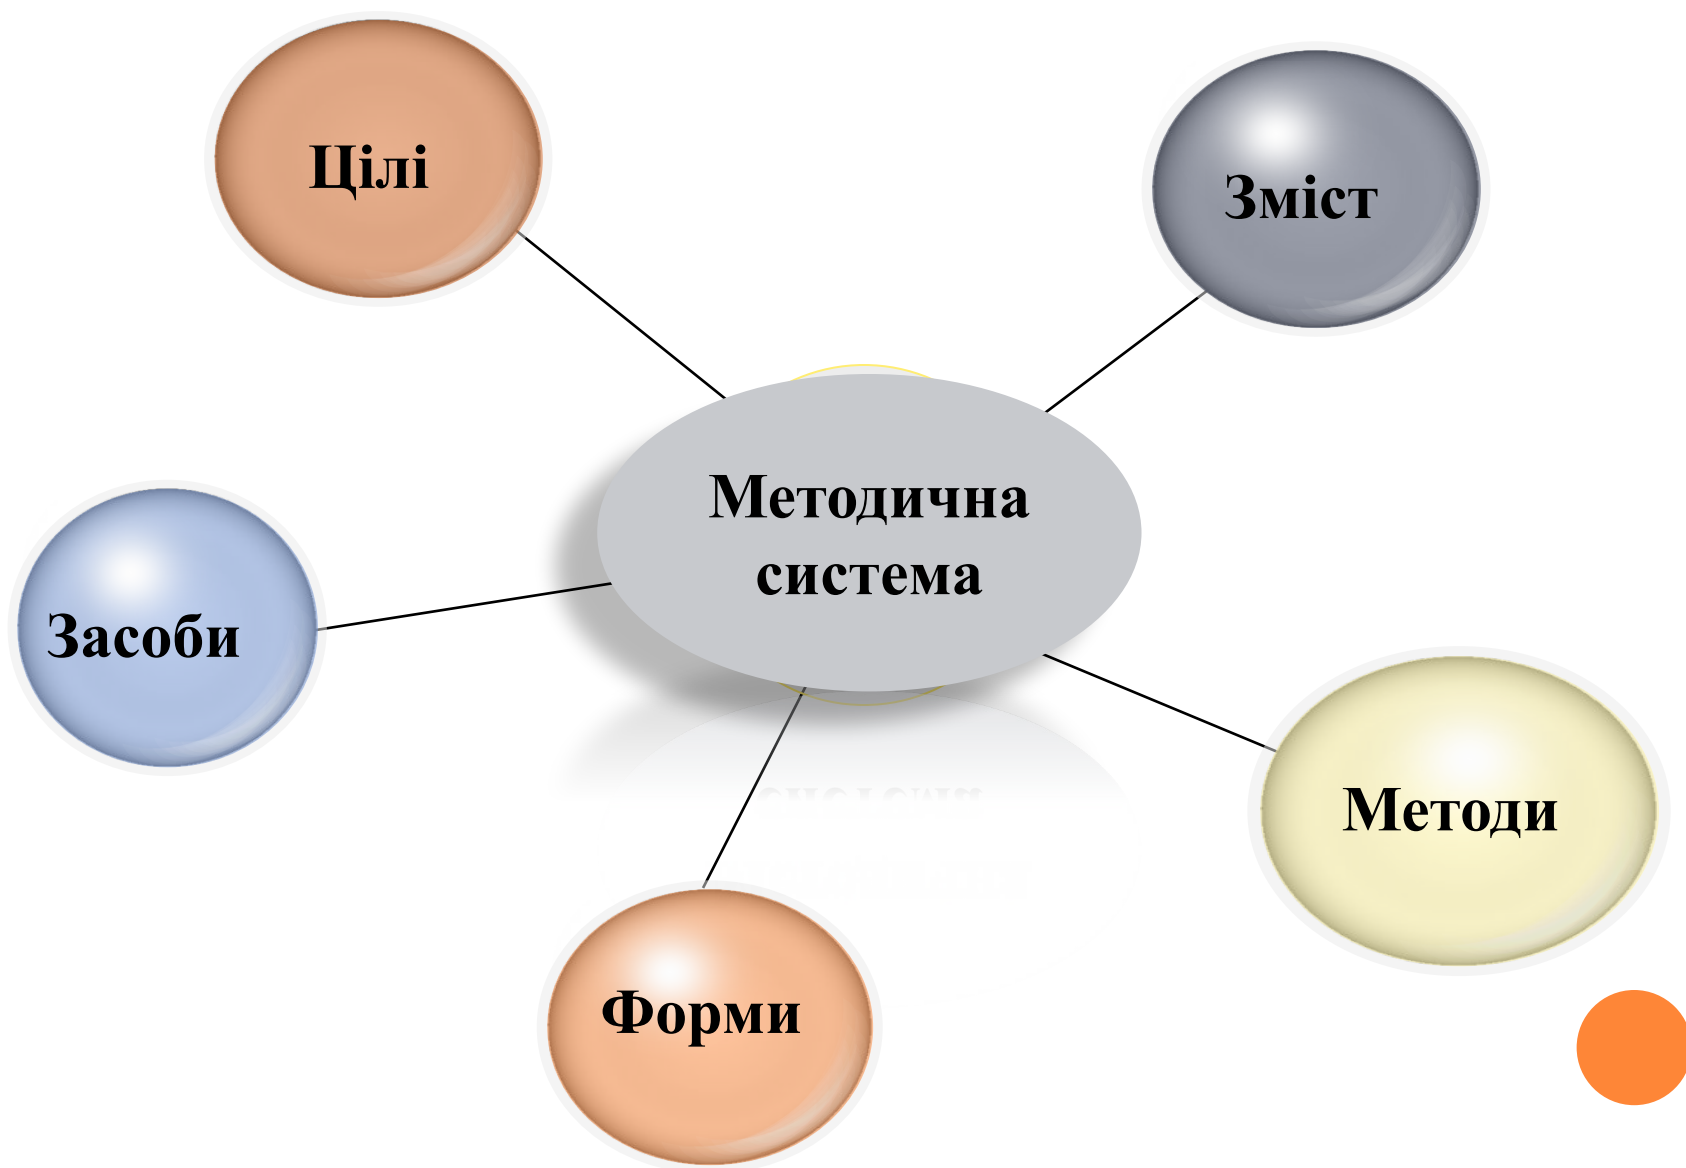 Цілі
Зміст
Методична
система
Засоби
Методи
Форми